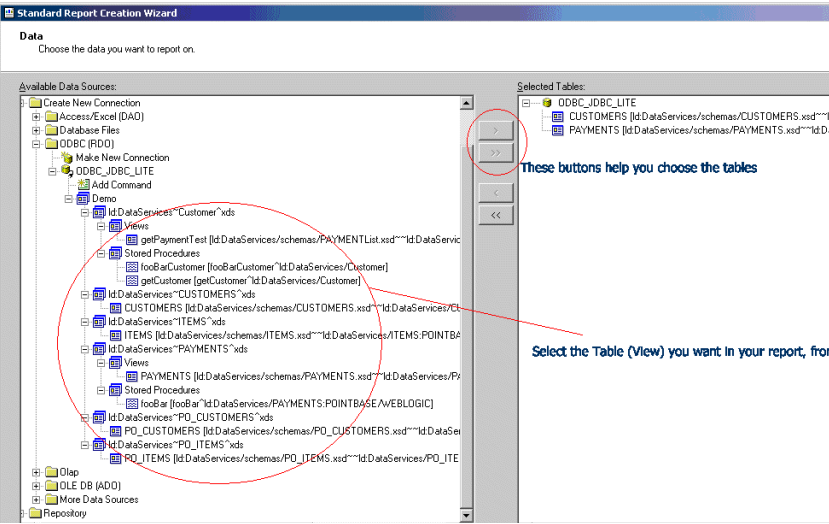 Standard Report Creation Wizard
Data
Choose the data you want to report on.
Available Data Sources:
Create New Connection
Access/Excel (DAO)
Database Files
ODBC (RDO)
Make New Connection
ODBC_JDBC_LITE
Add Command
Demo
ld:DataServices~Customer^xds
Views
getPaymentTest [ld:DataServices/schemas/PAYMENTList.xsd~~ld:DataServic
Stored Procedures
fooBarCustomer [fooBarCustomer^ld:DataServices/Customer]
getCustomer [getCustomer^ld:DataServices/Customer]
ld:DataServices~CUSTOMERS^xds
CUSTOMERS [ld:DataServices/schemas/CUSTOMERS.xsd~~ld:DataServices/CU
ld:DataServices~ITEMS^xds
ITEMS [ld:DataServices/schemas/ITEMS.xsd~~ld:DataServices/ITEMS:POINTBA
ld:DataServices~PAYMENTS^xds
Views
PAYMENTS [ld:DataServices/schemas/PAYMENTS.xsd~~ld:DataServices/PA
Stored Procedures
fooBar [fooBar^ld:DataServices/PAYMENTS:POINTBASE/WEBLOGIC]
ld:DataServices~PO_CUSTOMERS^xds
PO_CUSTOMERS [ld:DataServices/schemas/PO_CUSTOMERS.xsd~~ld:DataSer
ld:DataServices~PO_ITEMS^xds
PO_ITEMS [ld:DataServices/schemas/PO_ITEMS.xsd~~ld:DataServices/PO_ITE
Olap
OLE DB (ADO)
More Data Sources
Repository
>
>>
<
<<
Selected Tables:
ODBC_JDBC_LITE
CUSTOMERS [ld:DataServices/schemas/CUSTOMERS.xsd~~l
PAYMENTS [ld:DataServices/schemas/PAYMENTS.xsd~~ld:D
These buttons help you choose the tables
Select the Table (View) you want in your report, fro